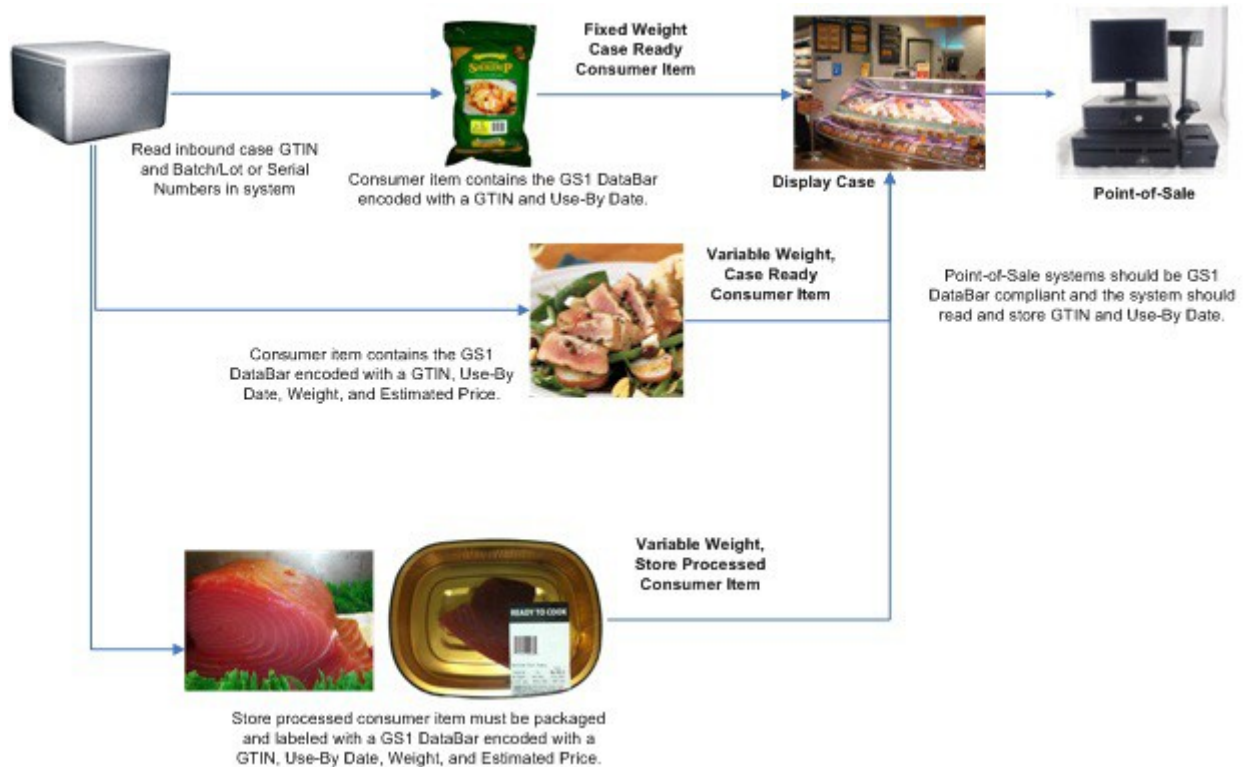 Fixed Weight
Case Ready
Consumer Item
Read inbound case GTIN
and Batch/Lot or Serial
Numbers in system
Consumer item contains the GS1 DataBar
encoded with a GTIN and Use-By Date.
Display Case
Point-of-Sale
Variable Weight,
Case Ready
Consumer Item
Point-of-Sale systems should be GS1
DataBar compliant and the system should
read and store GTIN and Use-By Date.
Consumer item contains the GS1
DataBar encoded with a GTIN, Use-By
Date, Weight, and Estimated Price.
Variable Weight,
Store Processed
Consumer Item
READY TO COOK
Store processed consumer item must be packaged
and labeled with a GS1 DataBar encoded with a
GTIN, Use-By Date, Weight, and Estimated Price.